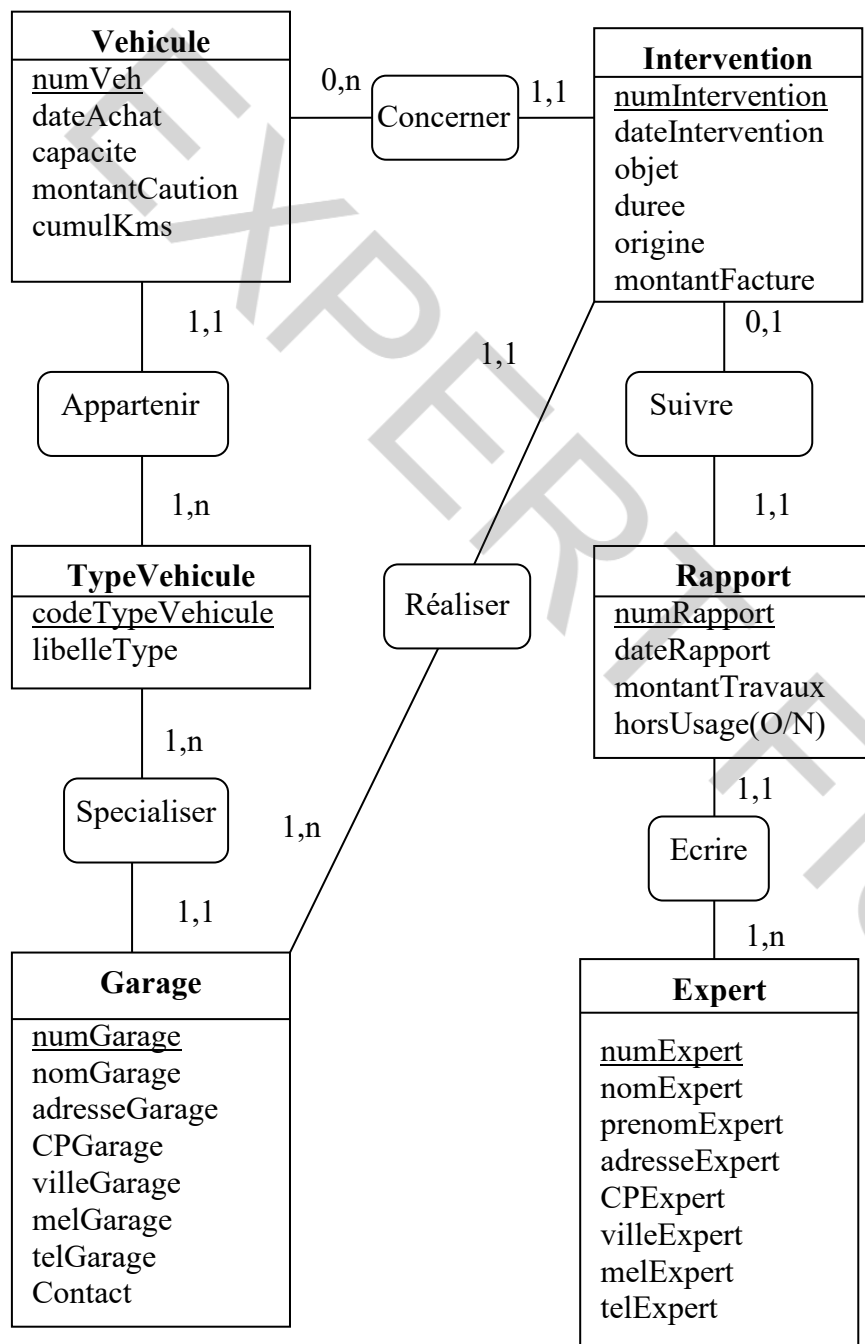 Vehicule
numVeh
dateAchat
capacite
montantCaution
cumulKms
0,n
Concerner
1,1
Intervention
numIntervention
dateIntervention
objet
duree
origine
montantFacture
1,1
Appartenir
1,n
1,1
0,1
Suivre
1,1
TypeVehicule
codeTypeVehicule
libelleType
Réaliser
Rapport
numRapport
dateRapport
montantTravaux
horsUsage(O/N)
1,n
Specialiser
1,1
1,n
1,1
Ecrire
1,n
Garage
numGarage
nomGarage
adresseGarage
CPGarage
villeGarage
melGarage
telGarage
Contact
Expert
numExpert
nomExpert
prenomExpert
adresseExpert
CPExpert
villeExpert
melExpert
telExpert
EXPERT